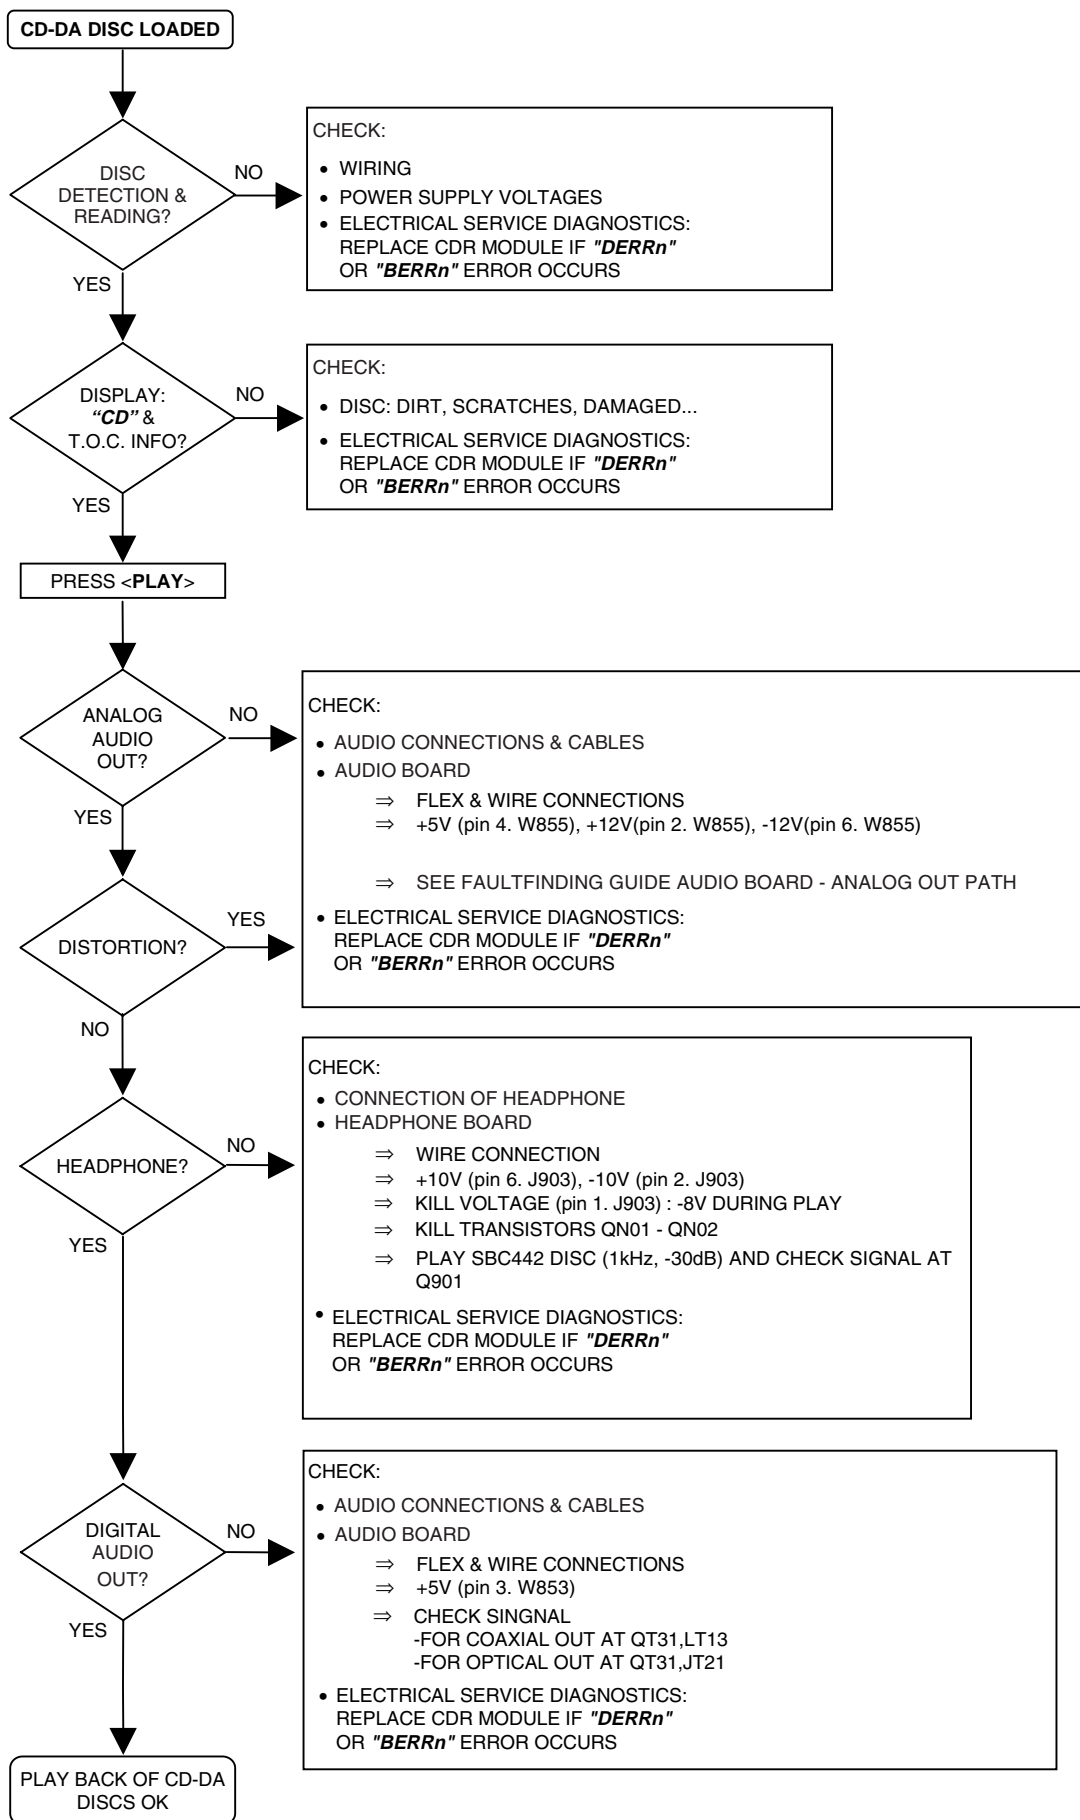 CD-DA DISC LOADED
DISC
DETECTION &
READING?
NO
YES
CHECK:
• WIRING
• POWER SUPPLY VOLTAGES
• ELECTRICAL SERVICE DIAGNOSTICS:
REPLACE CDR MODULE IF "DERRn"
OR "BERRn" ERROR OCCURS
DISPLAY:
“CD” &
T.O.C. INFO?
NO
YES
CHECK:
• DISC: DIRT, SCRATCHES, DAMAGED...
• ELECTRICAL SERVICE DIAGNOSTICS:
REPLACE CDR MODULE IF "DERRn"
OR "BERRn" ERROR OCCURS
PRESS <PLAY>
ANALOG
AUDIO
OUT?
NO
YES
CHECK:
• AUDIO CONNECTIONS & CABLES
• AUDIO BOARD
⇒ FLEX & WIRE CONNECTIONS
⇒ +5V (pin 4. W855), +12V(pin 2. W855), -12V(pin 6. W855)
⇒ SEE FAULTFINDING GUIDE AUDIO BOARD - ANALOG OUT PATH
• ELECTRICAL SERVICE DIAGNOSTICS:
REPLACE CDR MODULE IF "DERRn"
OR "BERRn" ERROR OCCURS
DISTORTION?
YES
NO
HEADPHONE?
NO
YES
CHECK:
• CONNECTION OF HEADPHONE
• HEADPHONE BOARD
⇒ WIRE CONNECTION
⇒ +10V (pin 6. J903), -10V (pin 2. J903)
⇒ KILL VOLTAGE (pin 1. J903) : -8V DURING PLAY
⇒ KILL TRANSISTORS QN01 - QN02
⇒ PLAY SBC442 DISC (1kHz, -30dB) AND CHECK SIGNAL AT
Q901
• ELECTRICAL SERVICE DIAGNOSTICS:
REPLACE CDR MODULE IF "DERRn"
OR "BERRn" ERROR OCCURS
DIGITAL
AUDIO
OUT?
NO
YES
CHECK:
• AUDIO CONNECTIONS & CABLES
• AUDIO BOARD
⇒ FLEX & WIRE CONNECTIONS
⇒ +5V (pin 3. W853)
⇒ CHECK SINGNAL
-FOR COAXIAL OUT AT QT31,LT13
-FOR OPTICAL OUT AT QT31,JT21
• ELECTRICAL SERVICE DIAGNOSTICS:
REPLACE CDR MODULE IF "DERRn"
OR "BERRn" ERROR OCCURS
PLAY BACK OF CD-DA
DISCS OK